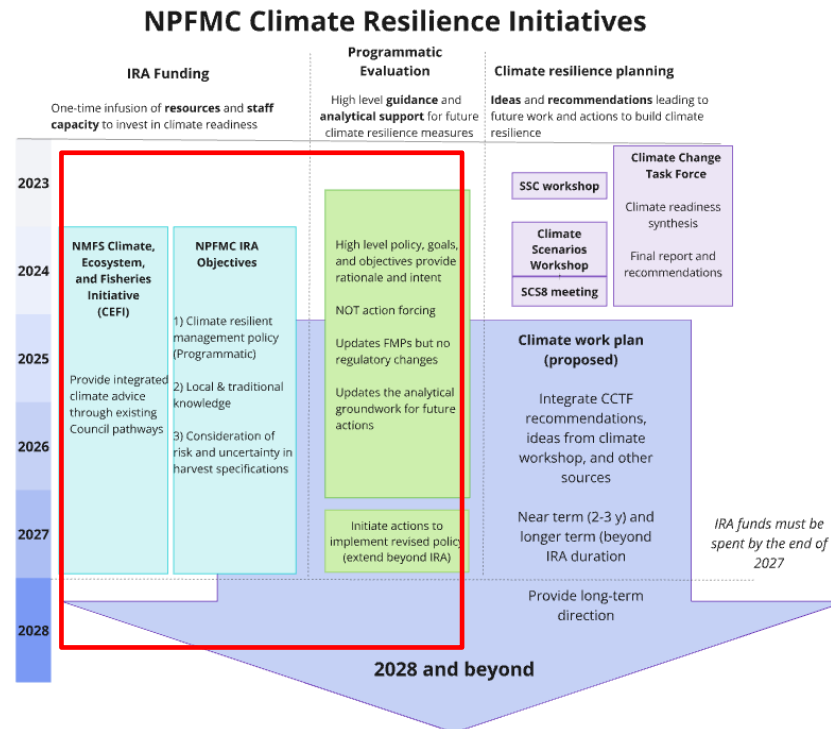 NPFMC Climate Resilience Initiatives
IRA Funding
One-time infusion of resources and staff
capacity to invest in climate readiness
Programmatic
Evaluation
High level guidance and
analytical support for future
climate resilience measures
Climate resilience planning
Ideas and recommendations leading to
future work and actions to build climate
resilience
2023
2024
2025
2026
2027
2028
NMFS Climate,
Ecosystem,
and Fisheries
Initiative
(CEFI)
Provide integrated
climate advice
through existing
Council pathways
NPFMC IRA
Objectives
1) Climate resilient
management policy
(Programmatic)
2) Local & traditional
knowledge
3) Consideration of
risk and uncertainty in
harvest specifications
High level policy, goals,
and objectives provide
rationale and intent
NOT action forcing
Updates FMPs but no
regulatory changes
Updates the analytical
groundwork for future
actions
Initiate actions to
implement revised policy
(extend beyond IRA)
SSC workshop
Climate
Scenarios
Workshop
SCS8 meeting
Climate Change
Task Force
Climate readiness
synthesis
Final report and
recommendations
Climate work plan
(proposed)
Integrate CCTF
recommendations,
ideas from climate
workshop, and other
sources
Near term (2-3 y) and
longer term (beyond
IRA duration
Provide long-term
direction
IRA funds must be
spent by the end of
2027
2028 and beyond